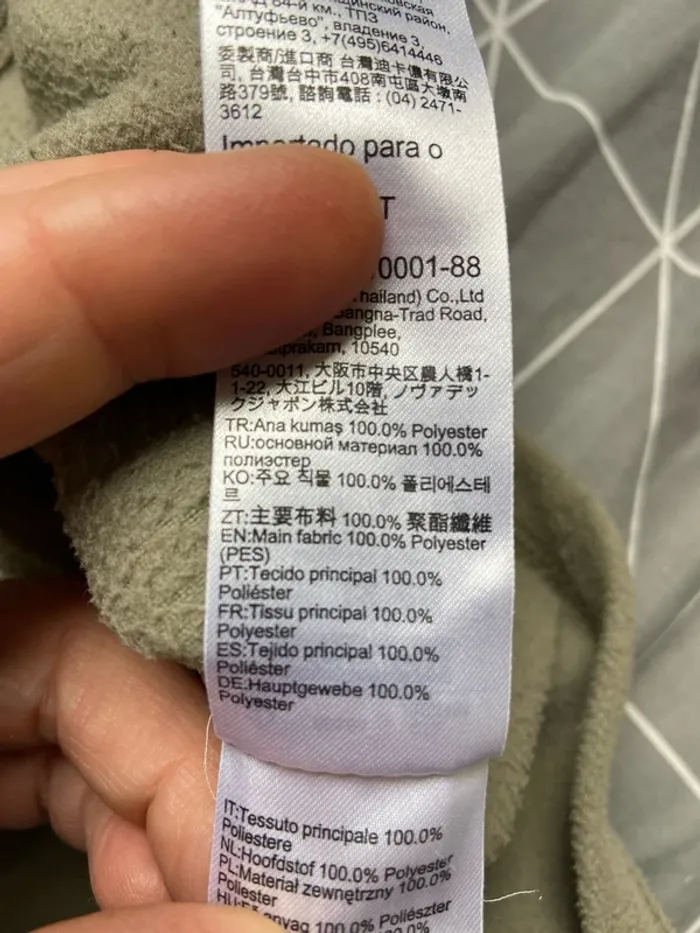 "Алтуфьево", владение 3,
строение 3, +7(495)6414446
委製商/進口商 台灣迪卡儂有限公
司, 台灣台中市408南屯區大墩南
路379號, 諮詢電話 : (04) 2471-
3612
para o
T
0001-88
Co.,Ltd
Road,
Bangplee,
10540
540-0011, 大阪市中央区農人橋1-
1-22, 大江ビル10階, ノヴァデッ
クジャポン株式会社
TR:Ana kumaş 100.0% Polyester
RU:основной материал 100.0%
полиэстер
KO:주요 직물 100.0% 폴리에스테
르
ZT:主要布料 100.0% 聚酯纖維
EN:Main fabric 100.0% Polyester
(PES)
PT:Tecido principal 100.0%
Poliéster
FR:Tissu principal 100.0%
Polyester
ES:Tejido principal 100.0%
Poliéster
DE:Hauptgewebe 100.0%
Polyester
IT:Tessuto principale 100.0%
Poliestere
NL:Hoofdstof 100.0% Polyester
PL:Materiał zewnętrzny 100.0%
Poliester
100.0% Poliészter